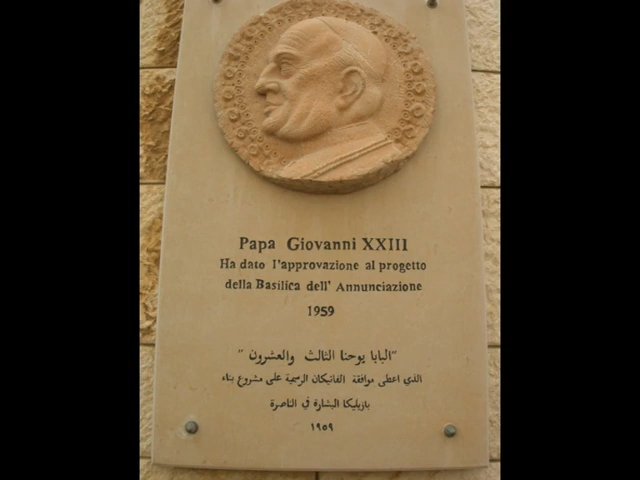 Papa Giovanni XXIII
Ha dato l'approvazione al progetto
della Basilica dell' Annunciazione
1959
"البابا يوحنا الثالث والعشرون"
الذي اعطى موافقة الفاتيكان الرسمية على مشروع بناء
بازيليكا البشارة في الناصرة
١٩٥٩